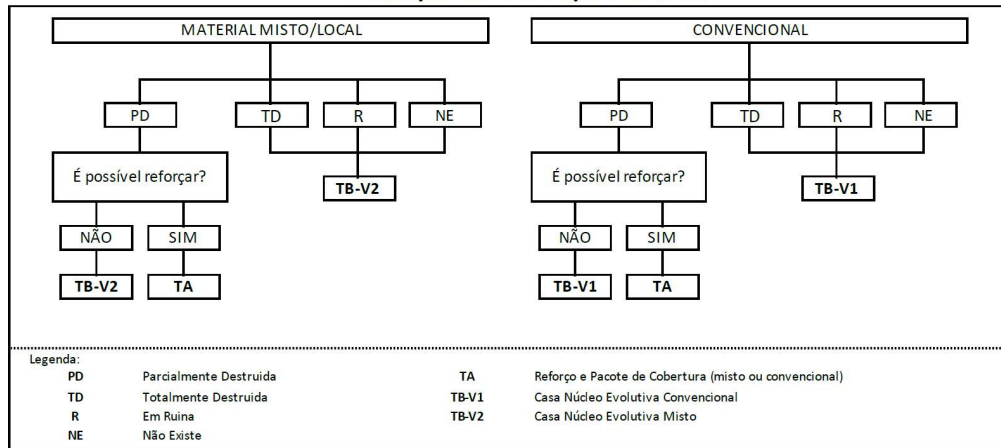 MATERIAL MISTO/LOCAL
PD TD R NE
É possível reforçar?
TB-V2
NÃO SIM
TB-V2 TA
CONVENCIONAL
PD TD R NE
É possível reforçar?
TB-V1
NÃO SIM
TB-V1 TA
Legenda:
PD Parcialmente Destruida TA Reforço e Pacote de Cobertura (misto ou convencional)
TD Totalmente Destruida TB-V1 Casa Núcleo Evolutiva Convencional
R Em Ruina TB-V2 Casa Núcleo Evolutiva Misto
NE Não Existe